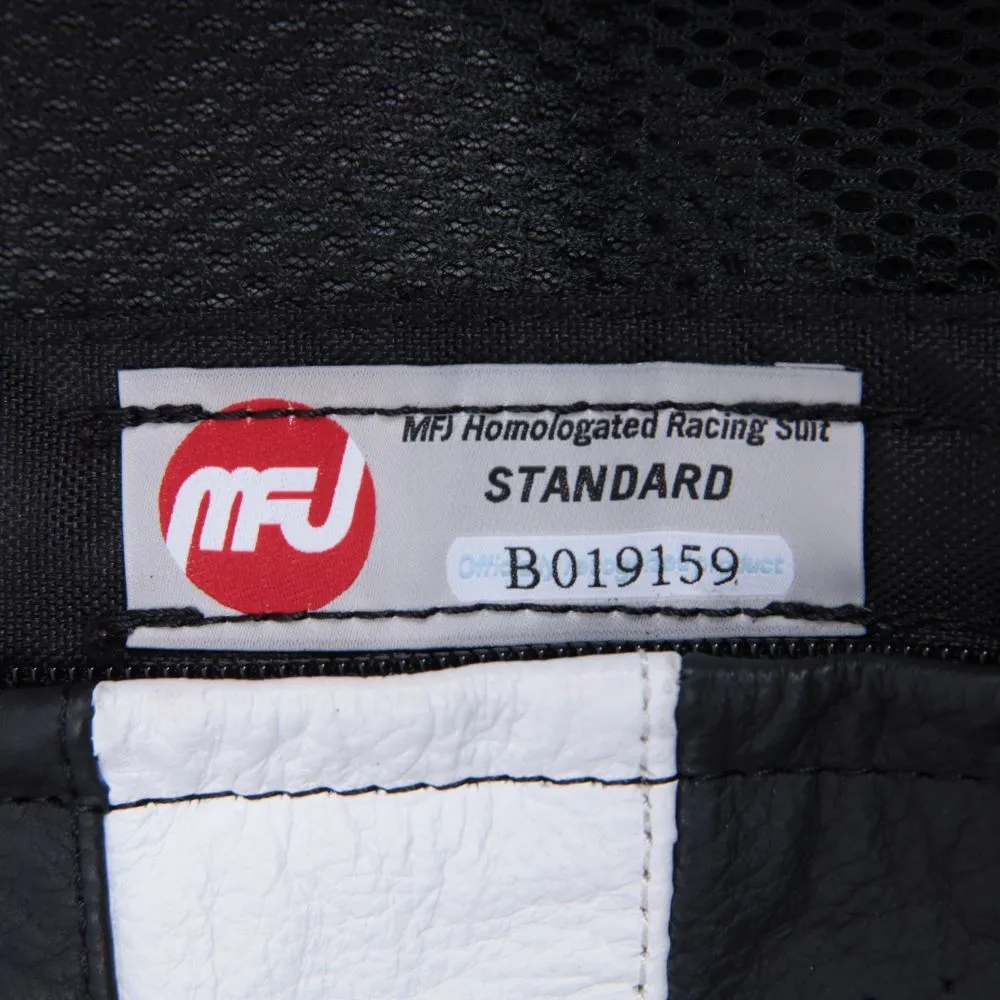 MFJ
MFJ Homologated Racing Suit
STANDARD
B019159